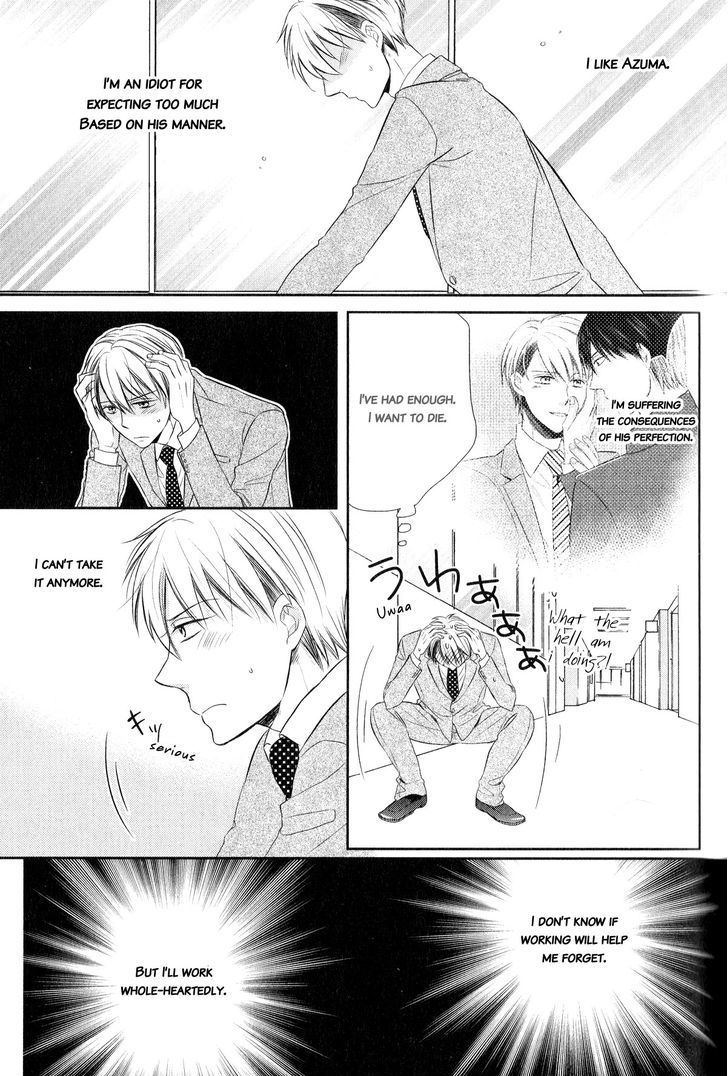 I LIKE AZUMA.
I'M AN IDIOT FOR
EXPECTING TOO MUCH
BASED ON HIS MANNER.
I'M SUFFERING
THE CONSEQUENCES
OF HIS PERFECTION.
I'VE HAD ENOUGH.
I WANT TO DIE.
What the
hell am
i doing?!
うわぁぁぁぁ
Uwaa
I CAN'T TAKE
IT ANYMORE.
キッ
serious
I DON'T KNOW IF
WORKING WILL HELP
ME FORGET.
BUT I'LL WORK
WHOLE-HEARTEDLY.